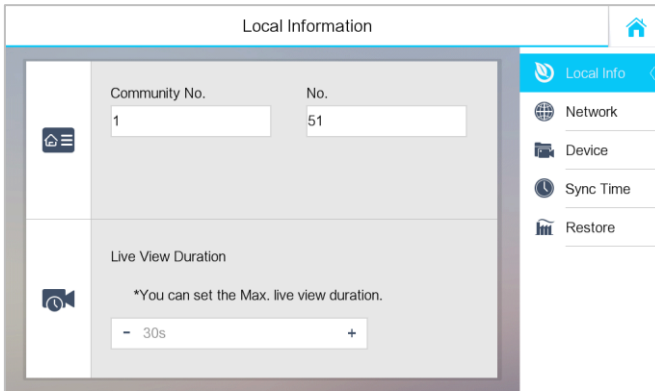 Local Information
Community No.
No.
1
51
Live View Duration
*You can set the Max. live view duration.
- 30s +
Local Info
Network
Device
Sync Time
Restore